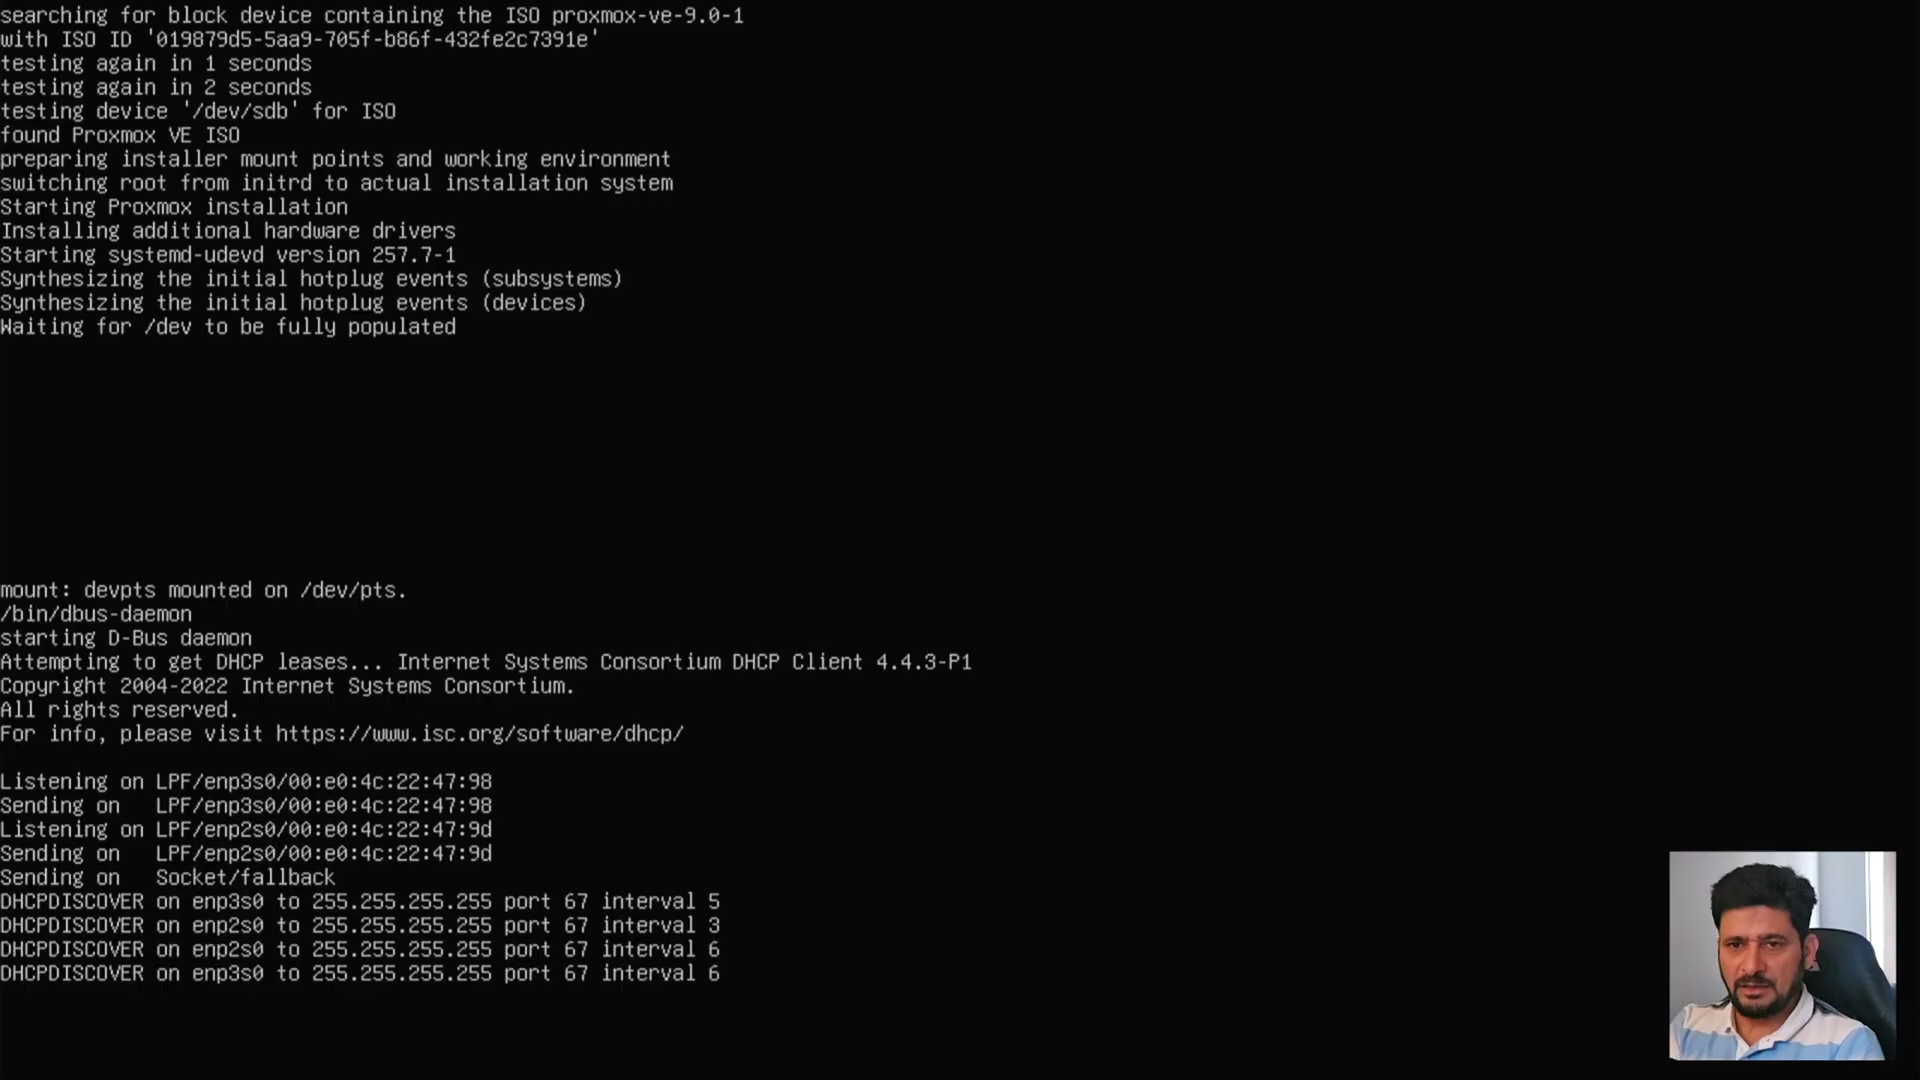 searching for block device containing the ISO proxmox-ve-9.0-1
with ISO ID '019879d5-5aa9-705f-b86f-432fe2c7391e'
testing again in 1 seconds
testing again in 2 seconds
testing device '/dev/sdb' for ISO
found Proxmox VE ISO
preparing installer mount points and working environment
switching root from initrd to actual installation system
Starting Proxmox installation
Installing additional hardware drivers
Starting systemd-udevd version 257.7-1
Synthesizing the initial hotplug events (subsystems)
Synthesizing the initial hotplug events (devices)
Waiting for /dev to be fully populated
mount: devpts mounted on /dev/pts.
/bin/dbus-daemon
starting D-Bus daemon
Attempting to get DHCP leases... Internet Systems Consortium DHCP Client 4.4.3-P1
Copyright 2004-2022 Internet Systems Consortium.
All rights reserved.
For info, please visit https://www.isc.org/software/dhcp/
Listening on LPF/enp3s0/00:e0:4c:22:47:98
Sending on   LPF/enp3s0/00:e0:4c:22:47:98
Listening on LPF/enp2s0/00:e0:4c:22:47:9d
Sending on   LPF/enp2s0/00:e0:4c:22:47:9d
Sending on   Socket/fallback
DHCPDISCOVER on enp3s0 to 255.255.255.255 port 67 interval 5
DHCPDISCOVER on enp2s0 to 255.255.255.255 port 67 interval 3
DHCPDISCOVER on enp2s0 to 255.255.255.255 port 67 interval 6
DHCPDISCOVER on enp3s0 to 255.255.255.255 port 67 interval 6